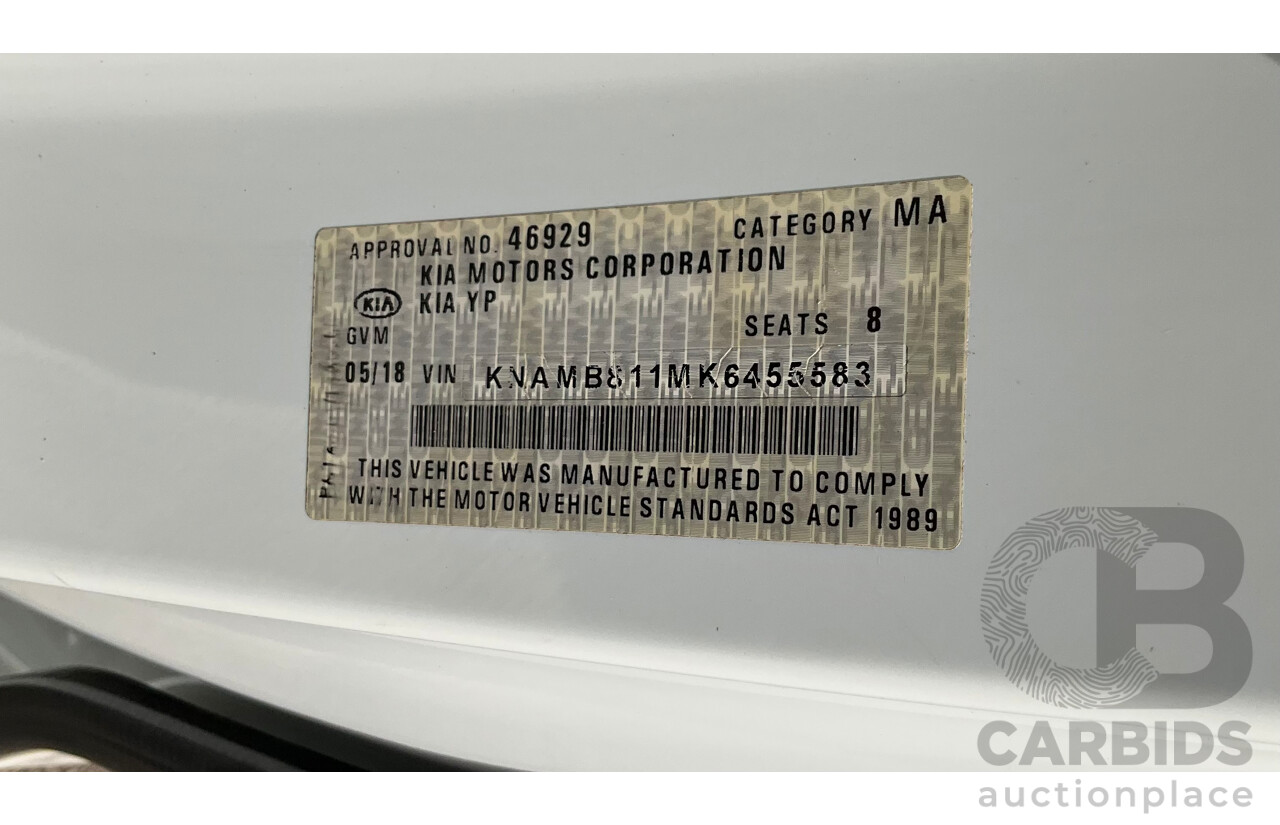 APPROVAL NO. 46929 CATEGORY MA
KIA MOTORS CORPORATION
KIA KIA YP
GVM SEATS 8
05/18 VIN KNAMB811MK6455583
THIS VEHICLE WAS MANUFACTURED TO COMPLY
WITH THE MOTOR VEHICLE STANDARDS ACT 1989
CB
CARBIDS
auctionplace